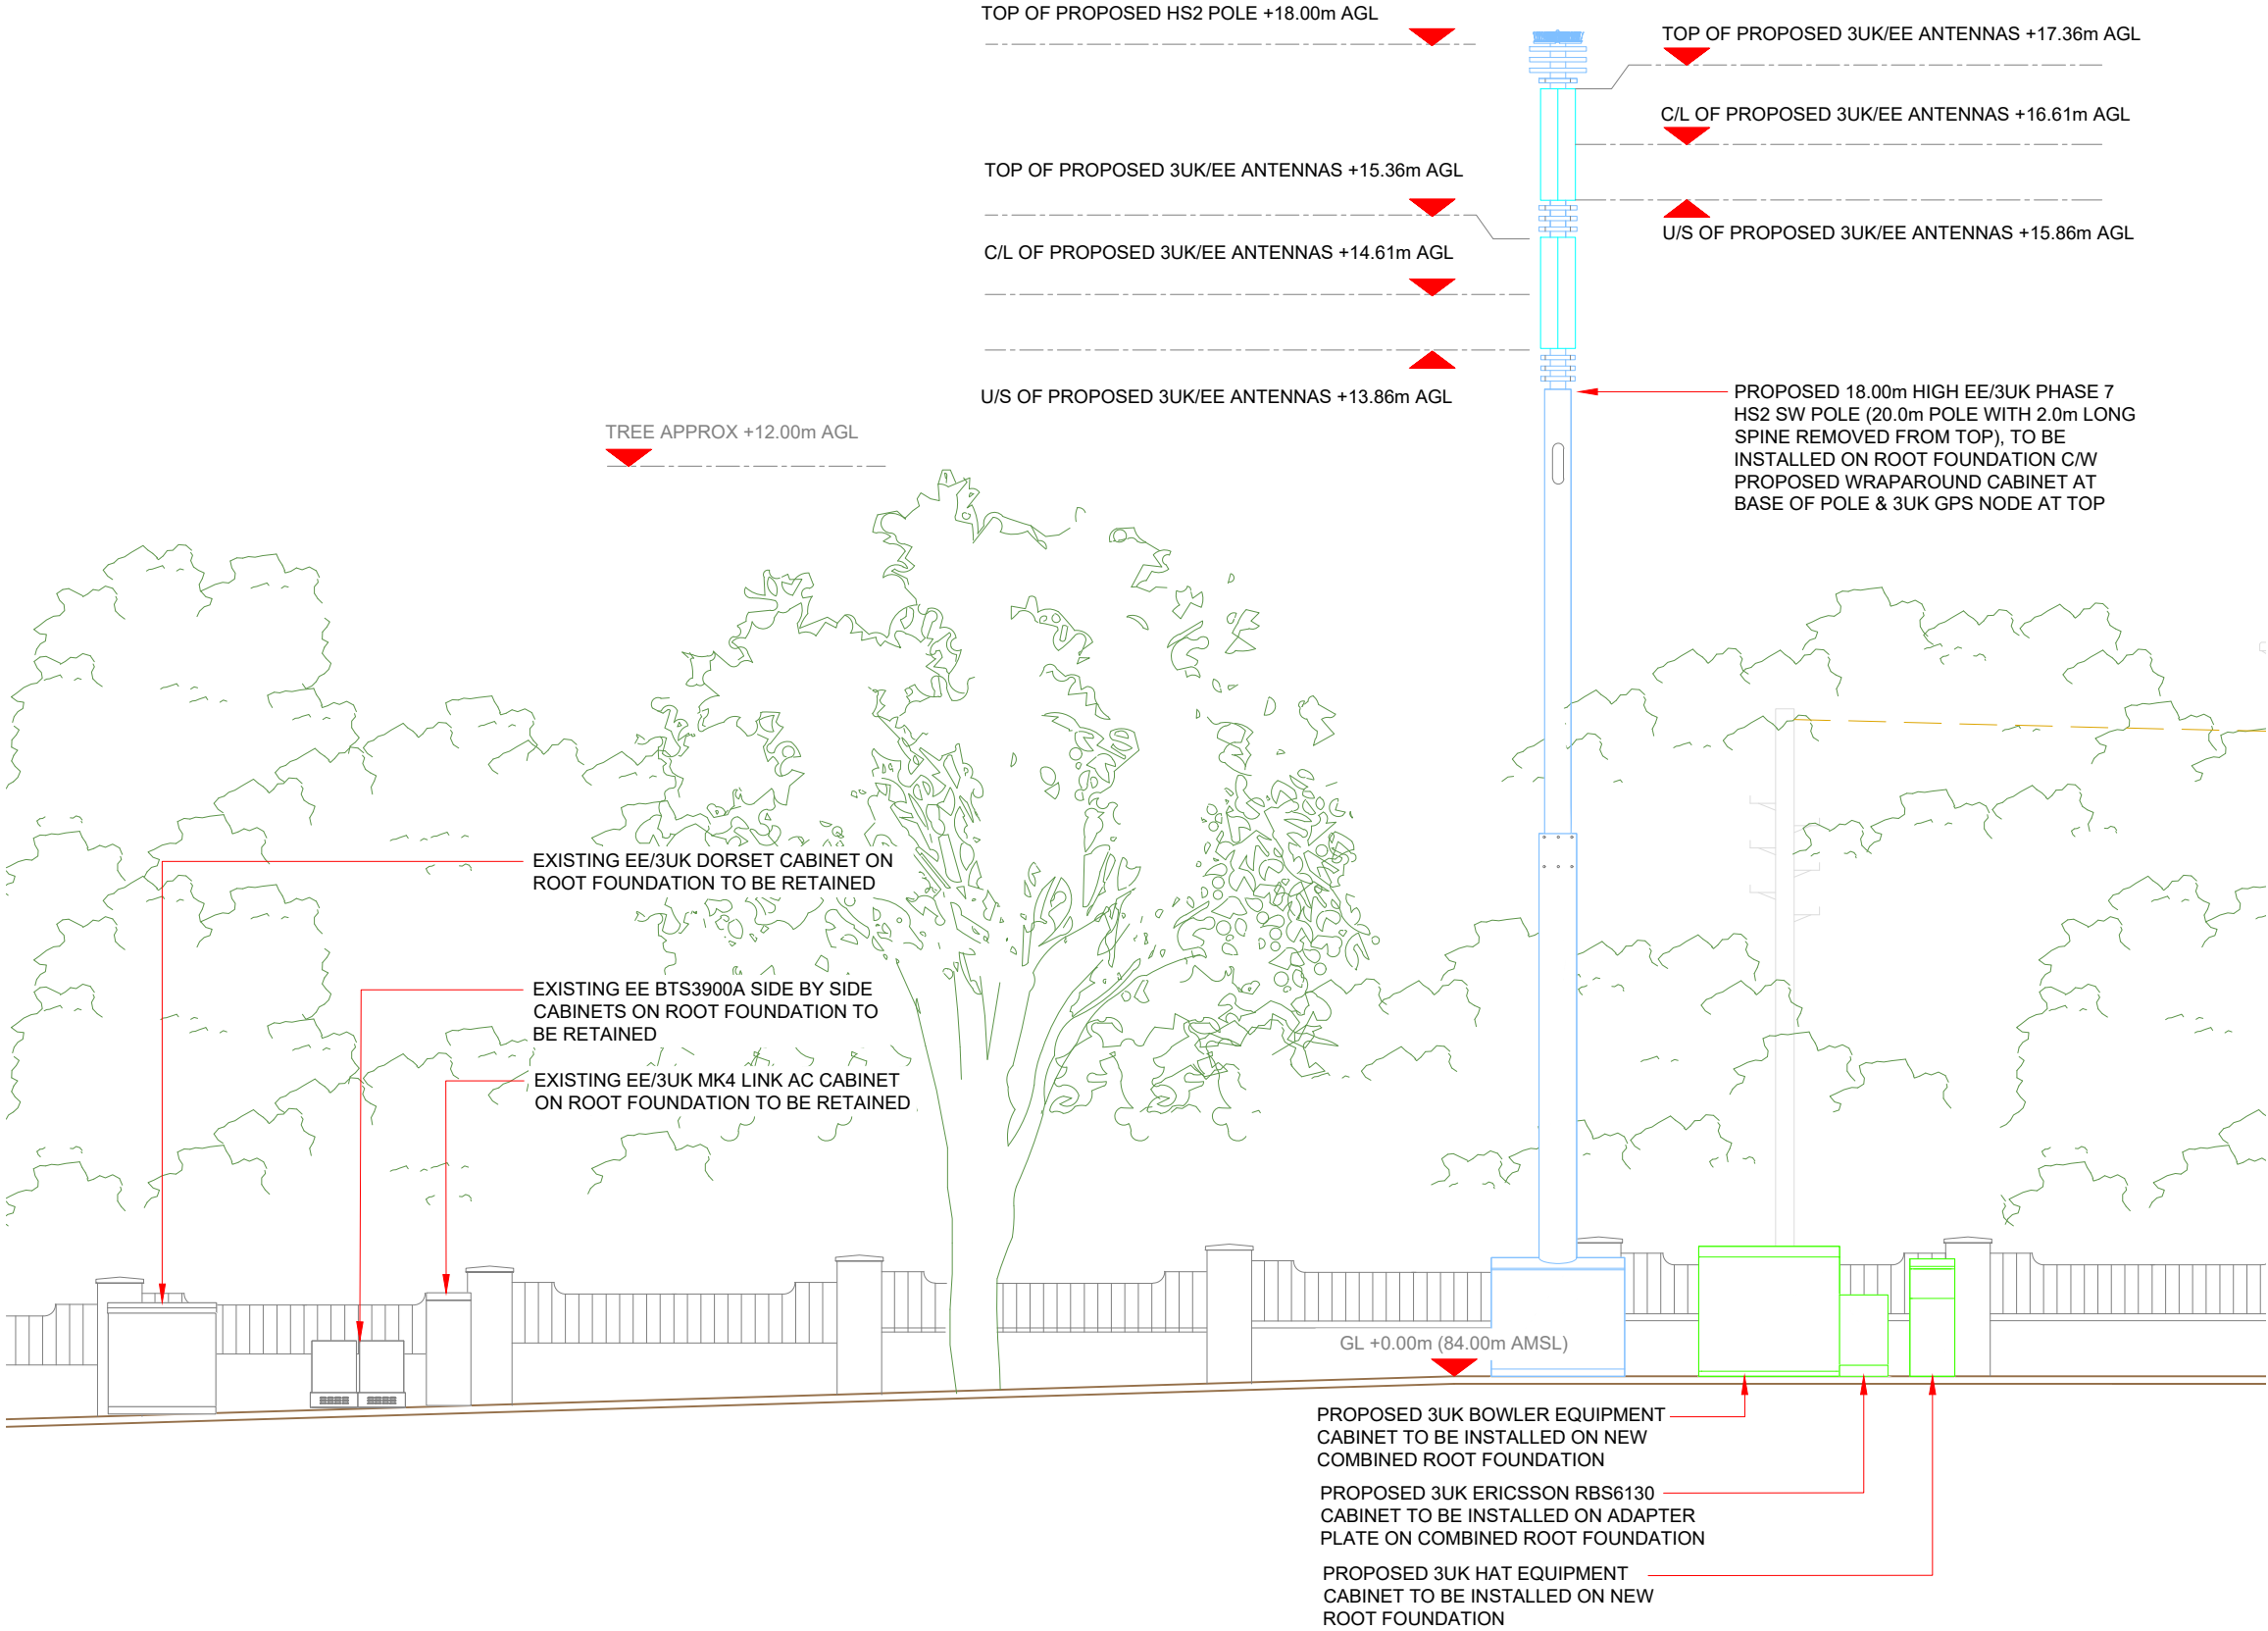 TOP OF PROPOSED HS2 POLE +18.00m AGL
TOP OF PROPOSED 3UK/EE ANTENNAS +17.36m AGL
C/L OF PROPOSED 3UK/EE ANTENNAS +16.61m AGL
TOP OF PROPOSED 3UK/EE ANTENNAS +15.36m AGL
U/S OF PROPOSED 3UK/EE ANTENNAS +15.86m AGL
C/L OF PROPOSED 3UK/EE ANTENNAS +14.61m AGL
U/S OF PROPOSED 3UK/EE ANTENNAS +13.86m AGL
PROPOSED 18.00m HIGH EE/3UK PHASE 7
HS2 SW POLE (20.0m POLE WITH 2.0m LONG
SPINE REMOVED FROM TOP), TO BE
INSTALLED ON ROOT FOUNDATION C/W
PROPOSED WRAPAROUND CABINET AT
BASE OF POLE & 3UK GPS NODE AT TOP
TREE APPROX +12.00m AGL
EXISTING EE/3UK DORSET CABINET ON
ROOT FOUNDATION TO BE RETAINED
EXISTING EE BTS3900A SIDE BY SIDE
CABINETS ON ROOT FOUNDATION TO
BE RETAINED
EXISTING EE/3UK MK4 LINK AC CABINET
ON ROOT FOUNDATION TO BE RETAINED
GL +0.00m (84.00m AMSL)
PROPOSED 3UK BOWLER EQUIPMENT
CABINET TO BE INSTALLED ON NEW
COMBINED ROOT FOUNDATION
PROPOSED 3UK ERICSSON RBS6130
CABINET TO BE INSTALLED ON ADAPTER
PLATE ON COMBINED ROOT FOUNDATION
PROPOSED 3UK HAT EQUIPMENT
CABINET TO BE INSTALLED ON NEW
ROOT FOUNDATION